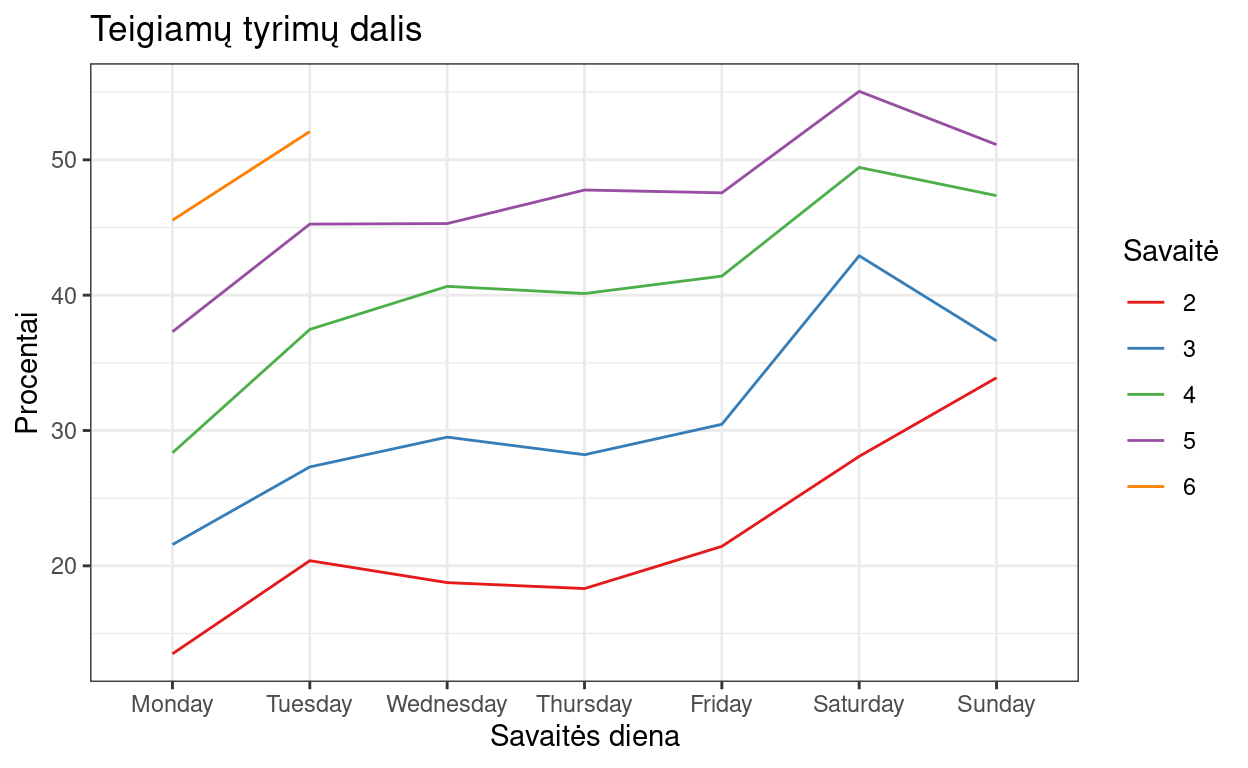 Teigiamų tyrimų dalis
Procentai
50
40
30
20
Monday Tuesday Wednesday Thursday Friday Saturday Sunday
Savaitės diena
Savaitė
2
3
4
5
6